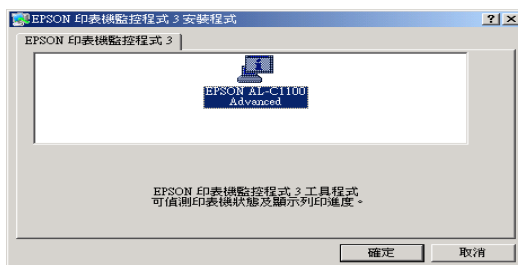 EPSON 印表機監控程式 3 安裝程式
EPSON 印表機監控程式 3
EPSON AL-C1100
Advanced
EPSON 印表機監控程式 3 工具程式
可偵測印表機狀態及顯示列印進度。
確定
取消